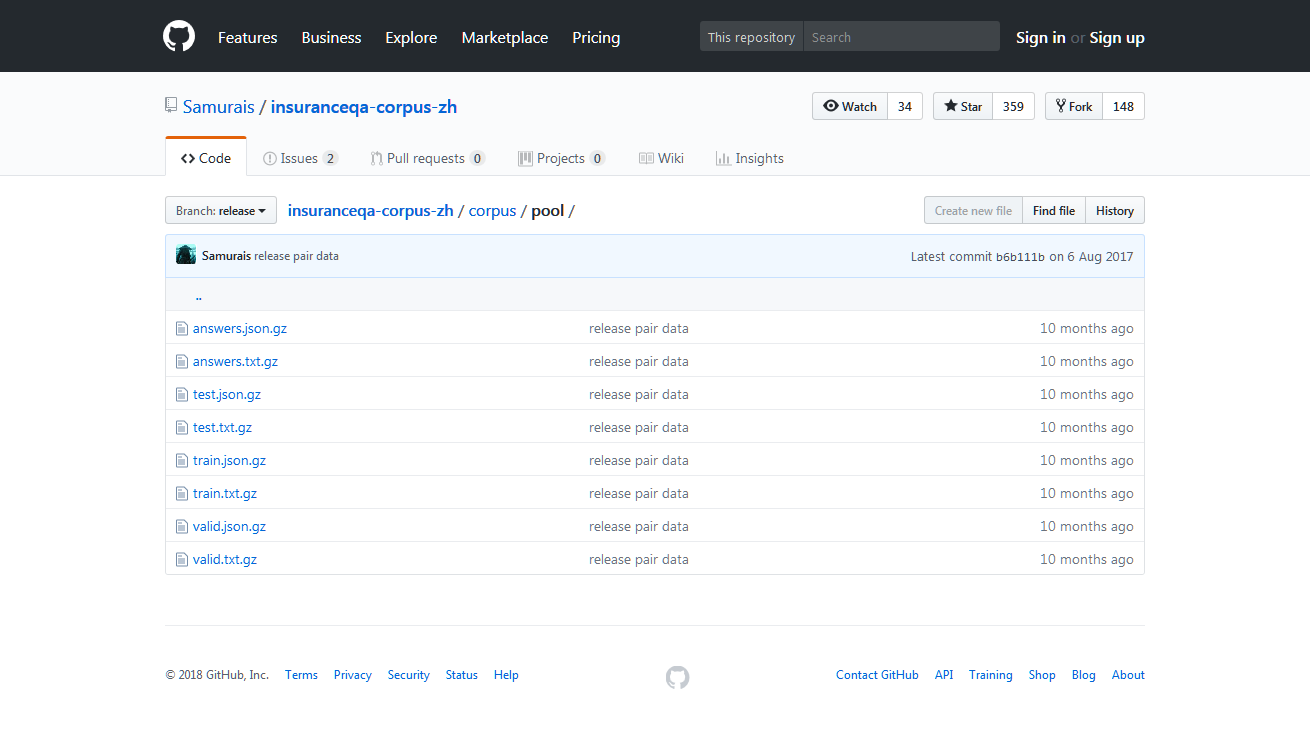 Features Business Explore Marketplace Pricing This repository Search Sign in or Sign up
Samurais / insuranceqa-corpus-zh Watch 34 Star 359 Fork 148
Code Issues 2 Pull requests 0 Projects 0 Wiki Insights
Branch: release insuranceqa-corpus-zh / corpus / pool / Create new file Find file History
Samurais release pair data Latest commit b6b111b on 6 Aug 2017
..
answers.json.gz release pair data 10 months ago
answers.txt.gz release pair data 10 months ago
test.json.gz release pair data 10 months ago
test.txt.gz release pair data 10 months ago
train.json.gz release pair data 10 months ago
train.txt.gz release pair data 10 months ago
valid.json.gz release pair data 10 months ago
valid.txt.gz release pair data 10 months ago
© 2018 GitHub, Inc. Terms Privacy Security Status Help Contact GitHub API Training Shop Blog About